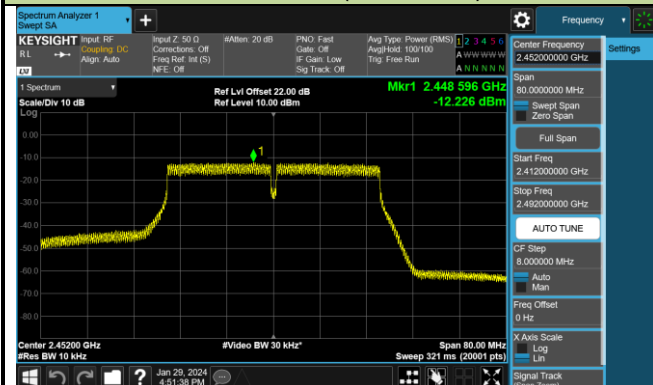 Spectrum Analyzer 1
Swept SA
+
Frequency
KEYSIGHT
RL
LXI
Input: RF
Coupling: DC
Align: Auto
Input Z: 50 Ω
Corrections: Off
Freq Ref: Int (S)
NFE: Off
#Atten: 20 dB
PNO: Fast
Gate: Off
IF Gain: Low
Sig Track: Off
Avg Type: Power (RMS)
Avg|Hold: 100/100
Trig: Free Run
1 2 3 4 5 6
A W W W W W
A N N N N N
1 Spectrum
Scale/Div 10 dB
Log
Ref Lvl Offset 22.00 dB
Ref Level 10.00 dBm
Mkr1 2.448 596 GHz
-12.226 dBm
1
0.00
-10.0
-20.0
-30.0
-40.0
-50.0
-60.0
-70.0
-80.0
Center 2.45200 GHz
#Res BW 10 kHz
#Video BW 30 kHz*
Span 80.00 MHz
Sweep 321 ms (20001 pts)
Jan 29, 2024
4:51:38 PM
?
Center Frequency
2.452000000 GHz
Settings
Span
80.0000000 MHz
Swept Span
Zero Span
Full Span
Start Freq
2.412000000 GHz
Stop Freq
2.492000000 GHz
AUTO TUNE
CF Step
8.000000 MHz
Auto
Man
Freq Offset
0 Hz
X Axis Scale
Log
Lin
Signal Track